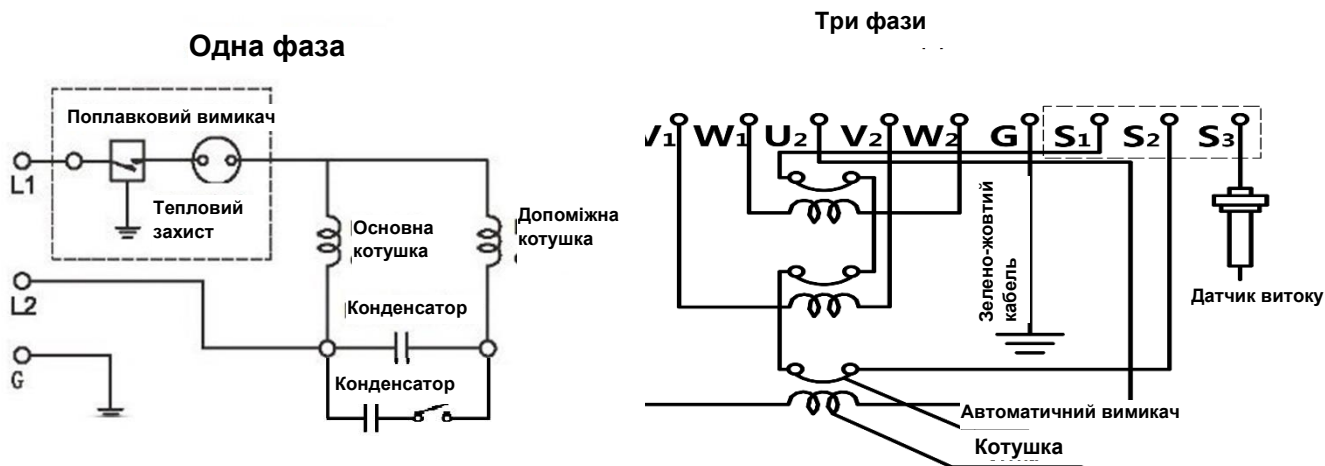 Одна фаза
Поплавковий вимикач
L1
Тепловий
захист
Основна
котушка
Допоміжна
котушка
L2
Конденсатор
G
Конденсатор
Три фази
V1 W1 U2 V2 W2 G S1 S2 S3
Зелено-жовтий
кабель
Датчик витоку
Автоматичний вимикач
Котушка